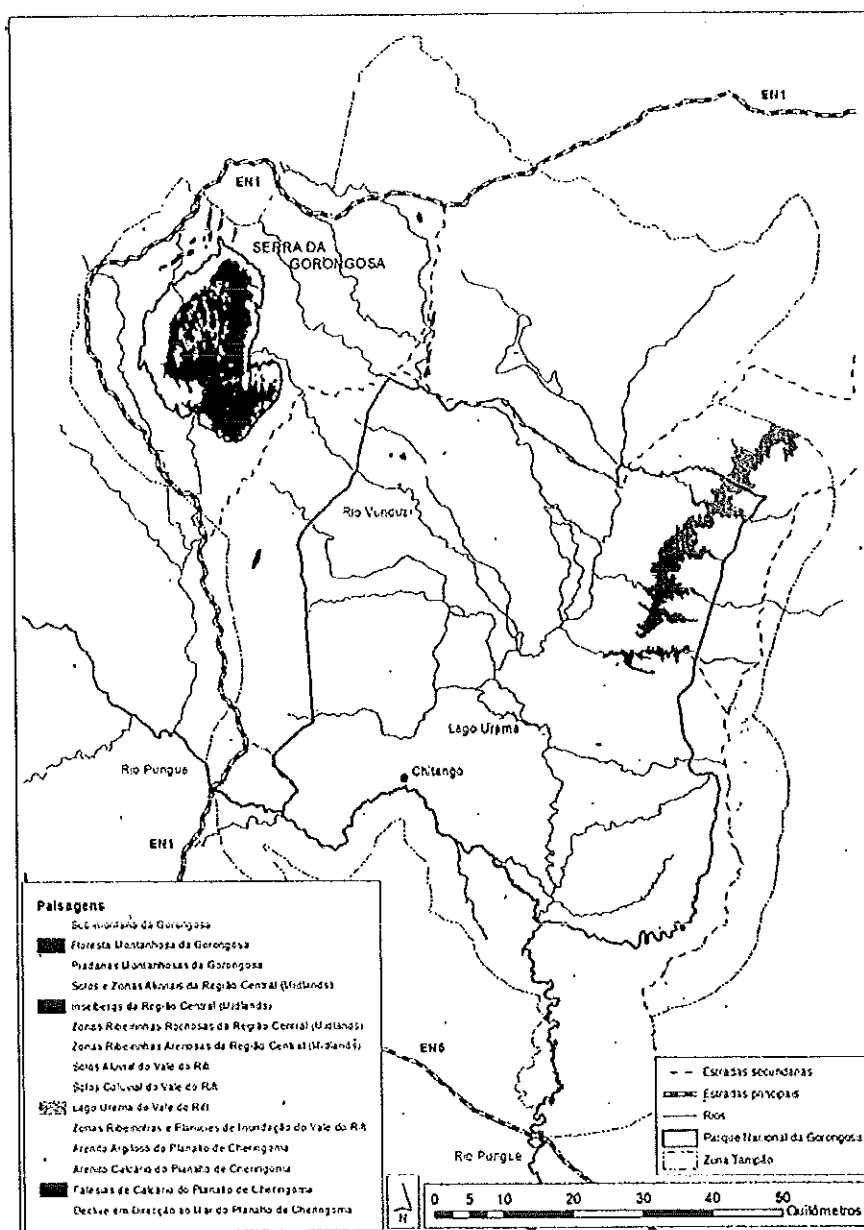 EN1
EN1
SERRA DA
GORONGOSA
Rio Vunduzi
Lago Urema
Chitengo
Rio Pungue
EN1
EN6
Rio Pungue
Paisagens
Sub-montana da Gorongosa
Floresta Montanhosa da Gorongosa
Pradarias Montanhosas da Gorongosa
Solos e Zonas Aluviais da Região Central (Midlands)
Inselbergs da Região Central (Midlands)
Zonas Ribeirinhas Rochosas da Região Central (Midlands)
Zonas Ribeirinhas Arenosas da Região Central (Midlands)
Solos Aluvial do Vale do Rift
Solos Coluvial do Vale do Rift
Lago Urema do Vale do Rift
Zonas Ribeirinhas e Planícies de Inundação do Vale do Rift
Arenito Argiloso do Planalto de Cheringoma
Arenito Calcário do Planalto de Cheringoma
Falésias de Calcário do Planalto de Cheringoma
Declive em Direcção ao Mar do Planalto de Cheringoma
Estradas secundárias
Estradas principais
Rios
Parque Nacional da Gorongosa
Zona Tampão
N
0 5 10 20 30 40 50
Quilómetros